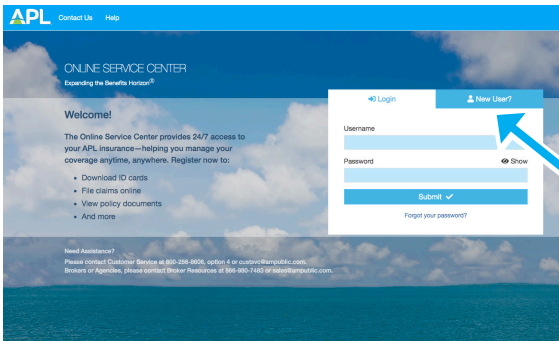 APL Contact Us Help
ONLINE SERVICE CENTER
Expanding the Benefits Horizon®
Login
New User?
Welcome!
The Online Service Center provides 24/7 access to
your APL insurance—helping you manage your
coverage anytime, anywhere. Register now to:
• Download ID cards
• File claims online
• View policy documents
• And more
Username
Password Show
Submit
Forgot your password?
Need Assistance?
Please contact Customer Service at 800-256-8606, option 4 or custsvc@ampublic.com.
Brokers or Agencies, please contact Broker Resources at 866-980-7483 or sales@ampublic.com.